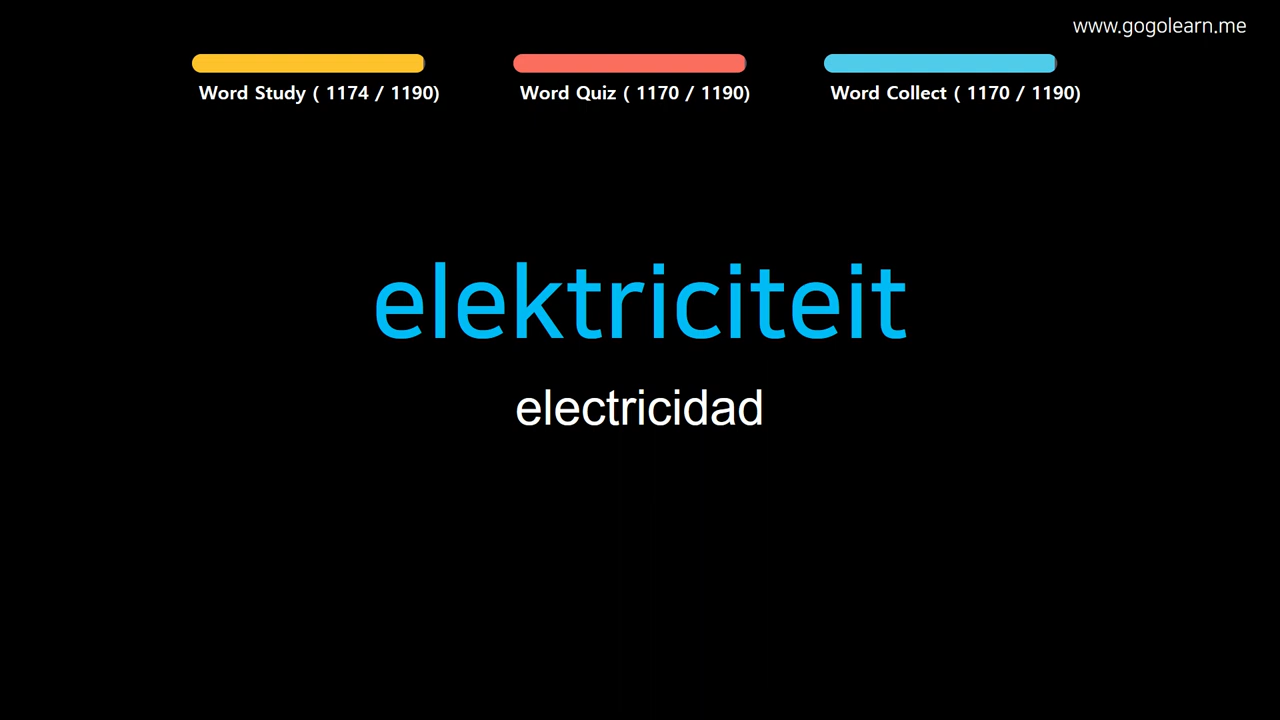 www.gogolearn.me
Word Study ( 1174 / 1190)
Word Quiz ( 1170 / 1190)
Word Collect ( 1170 / 1190)
elektriciteit
electricidad